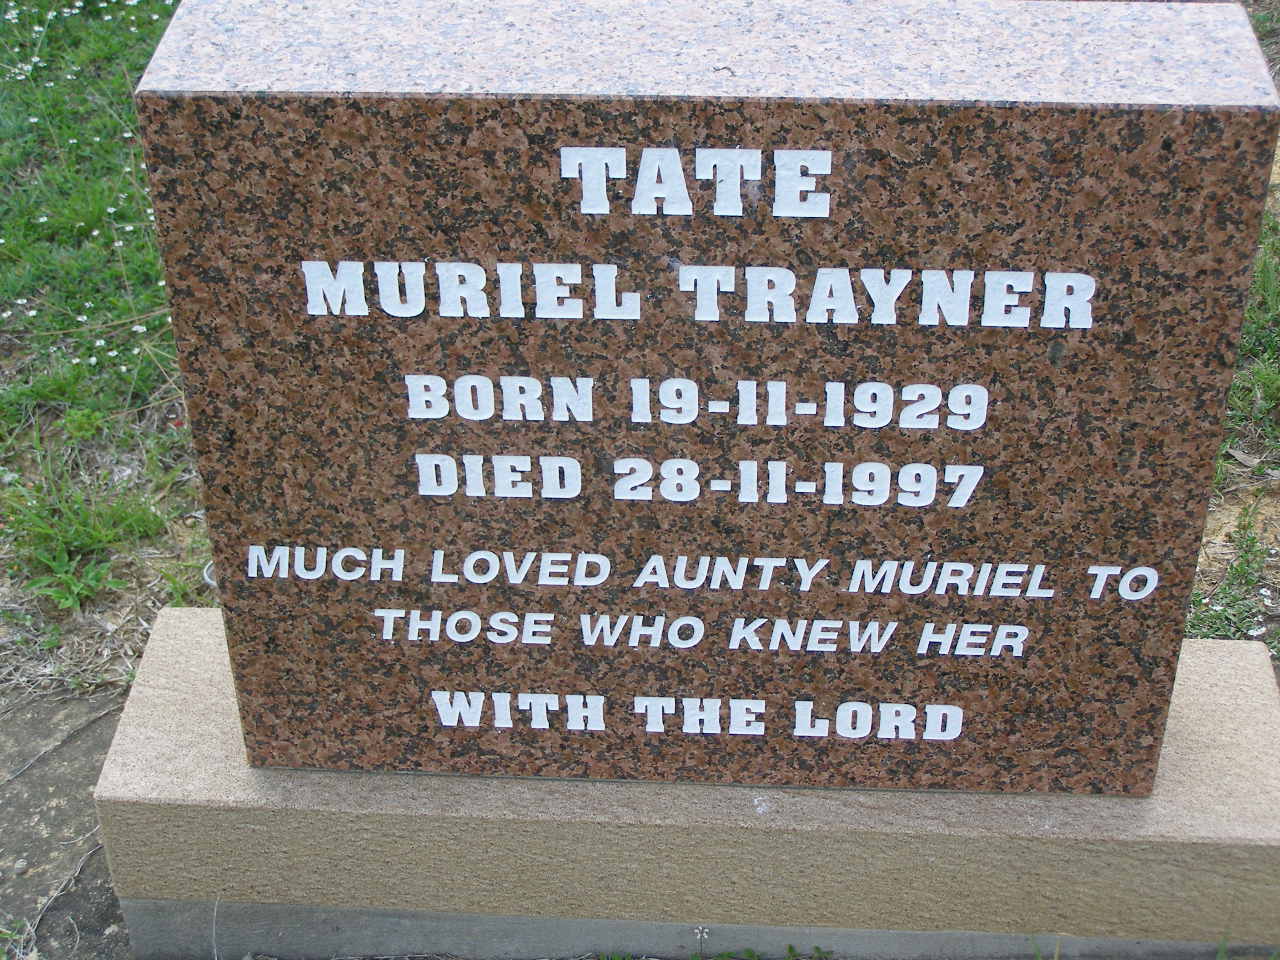 TATE
MURIEL TRAYNER
BORN 19-11-1929
DIED 28-11-1997
MUCH LOVED AUNTY MURIEL TO
THOSE WHO KNEW HER
WITH THE LORD